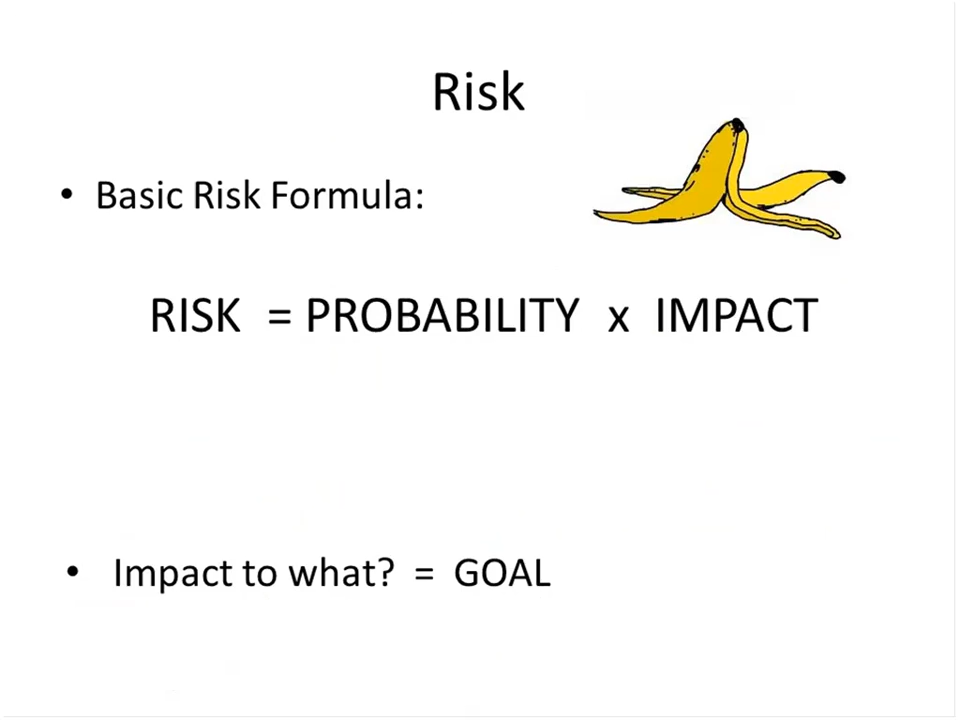 Risk
• Basic Risk Formula:
RISK = PROBABILITY x IMPACT
• Impact to what? = GOAL